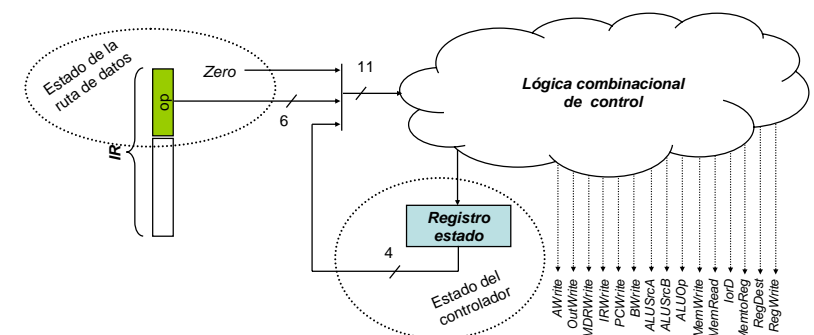 Estado de la
ruta de datos
Zero
op
6
IR
11
Lógica combinacional
de control
Registro
estado
4
Estado del
controlador
AWrite
OutWrite
MDRWrite
IRWrite
PCWrite
BWrite
ALUSrcA
ALUSrcB
ALUOp
MemWrite
MemRead
IorD
MemtoReg
RegDest
RegWrite